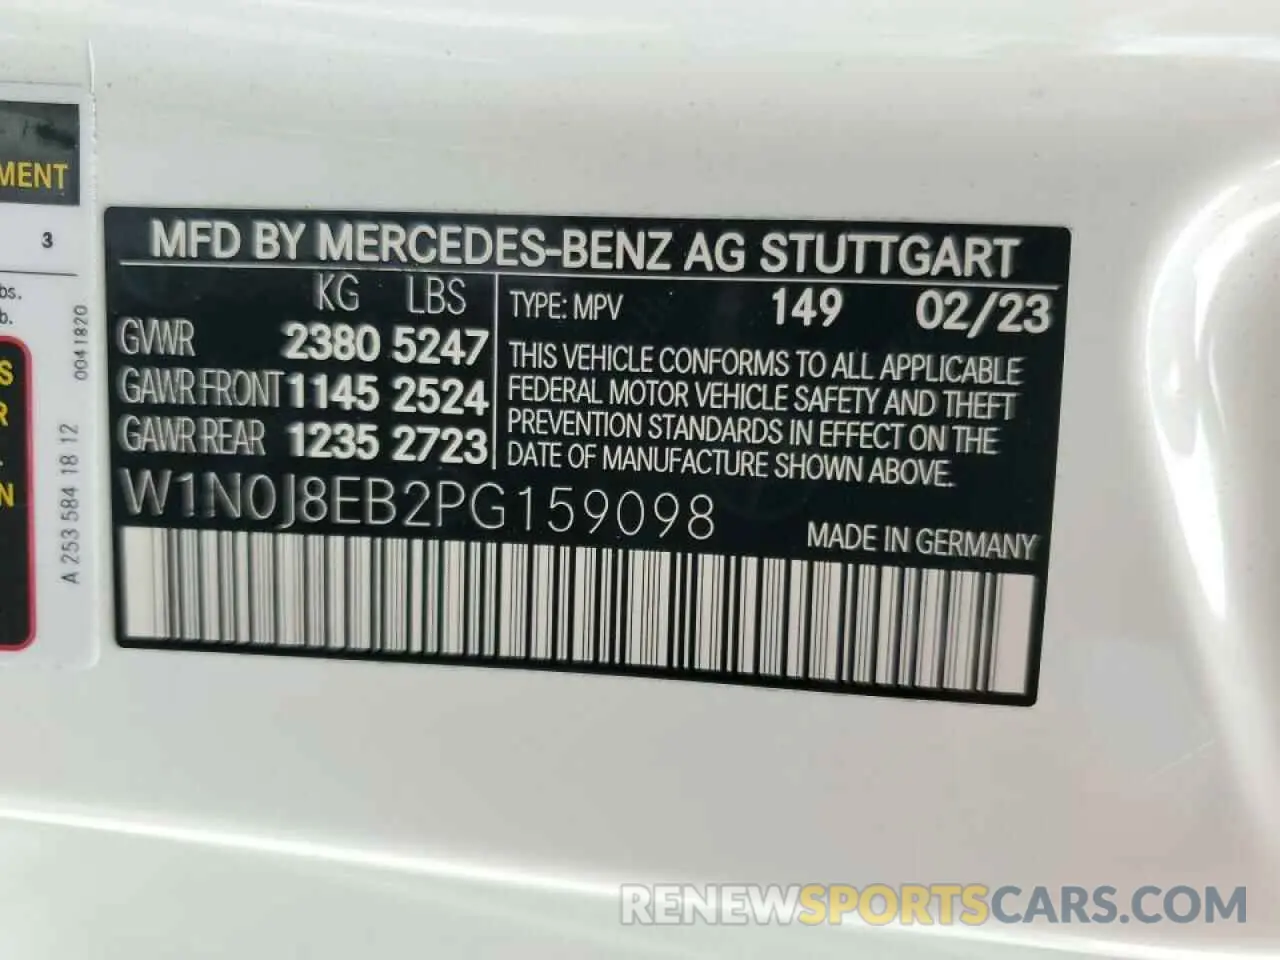 MENT
3
bs.
b.
S
R
N
0041820
A 253 584 18 12
MFD BY MERCEDES-BENZ AG STUTTGART
KG LBS
GVWR 2380 5247
GAWR FRONT 1145 2524
GAWR REAR 1235 2723
TYPE: MPV 149 02/23
THIS VEHICLE CONFORMS TO ALL APPLICABLE
FEDERAL MOTOR VEHICLE SAFETY AND THEFT
PREVENTION STANDARDS IN EFFECT ON THE
DATE OF MANUFACTURE SHOWN ABOVE.
W1N0J8EB2PG159098
MADE IN GERMANY
RENEWSPORTSCARS.COM